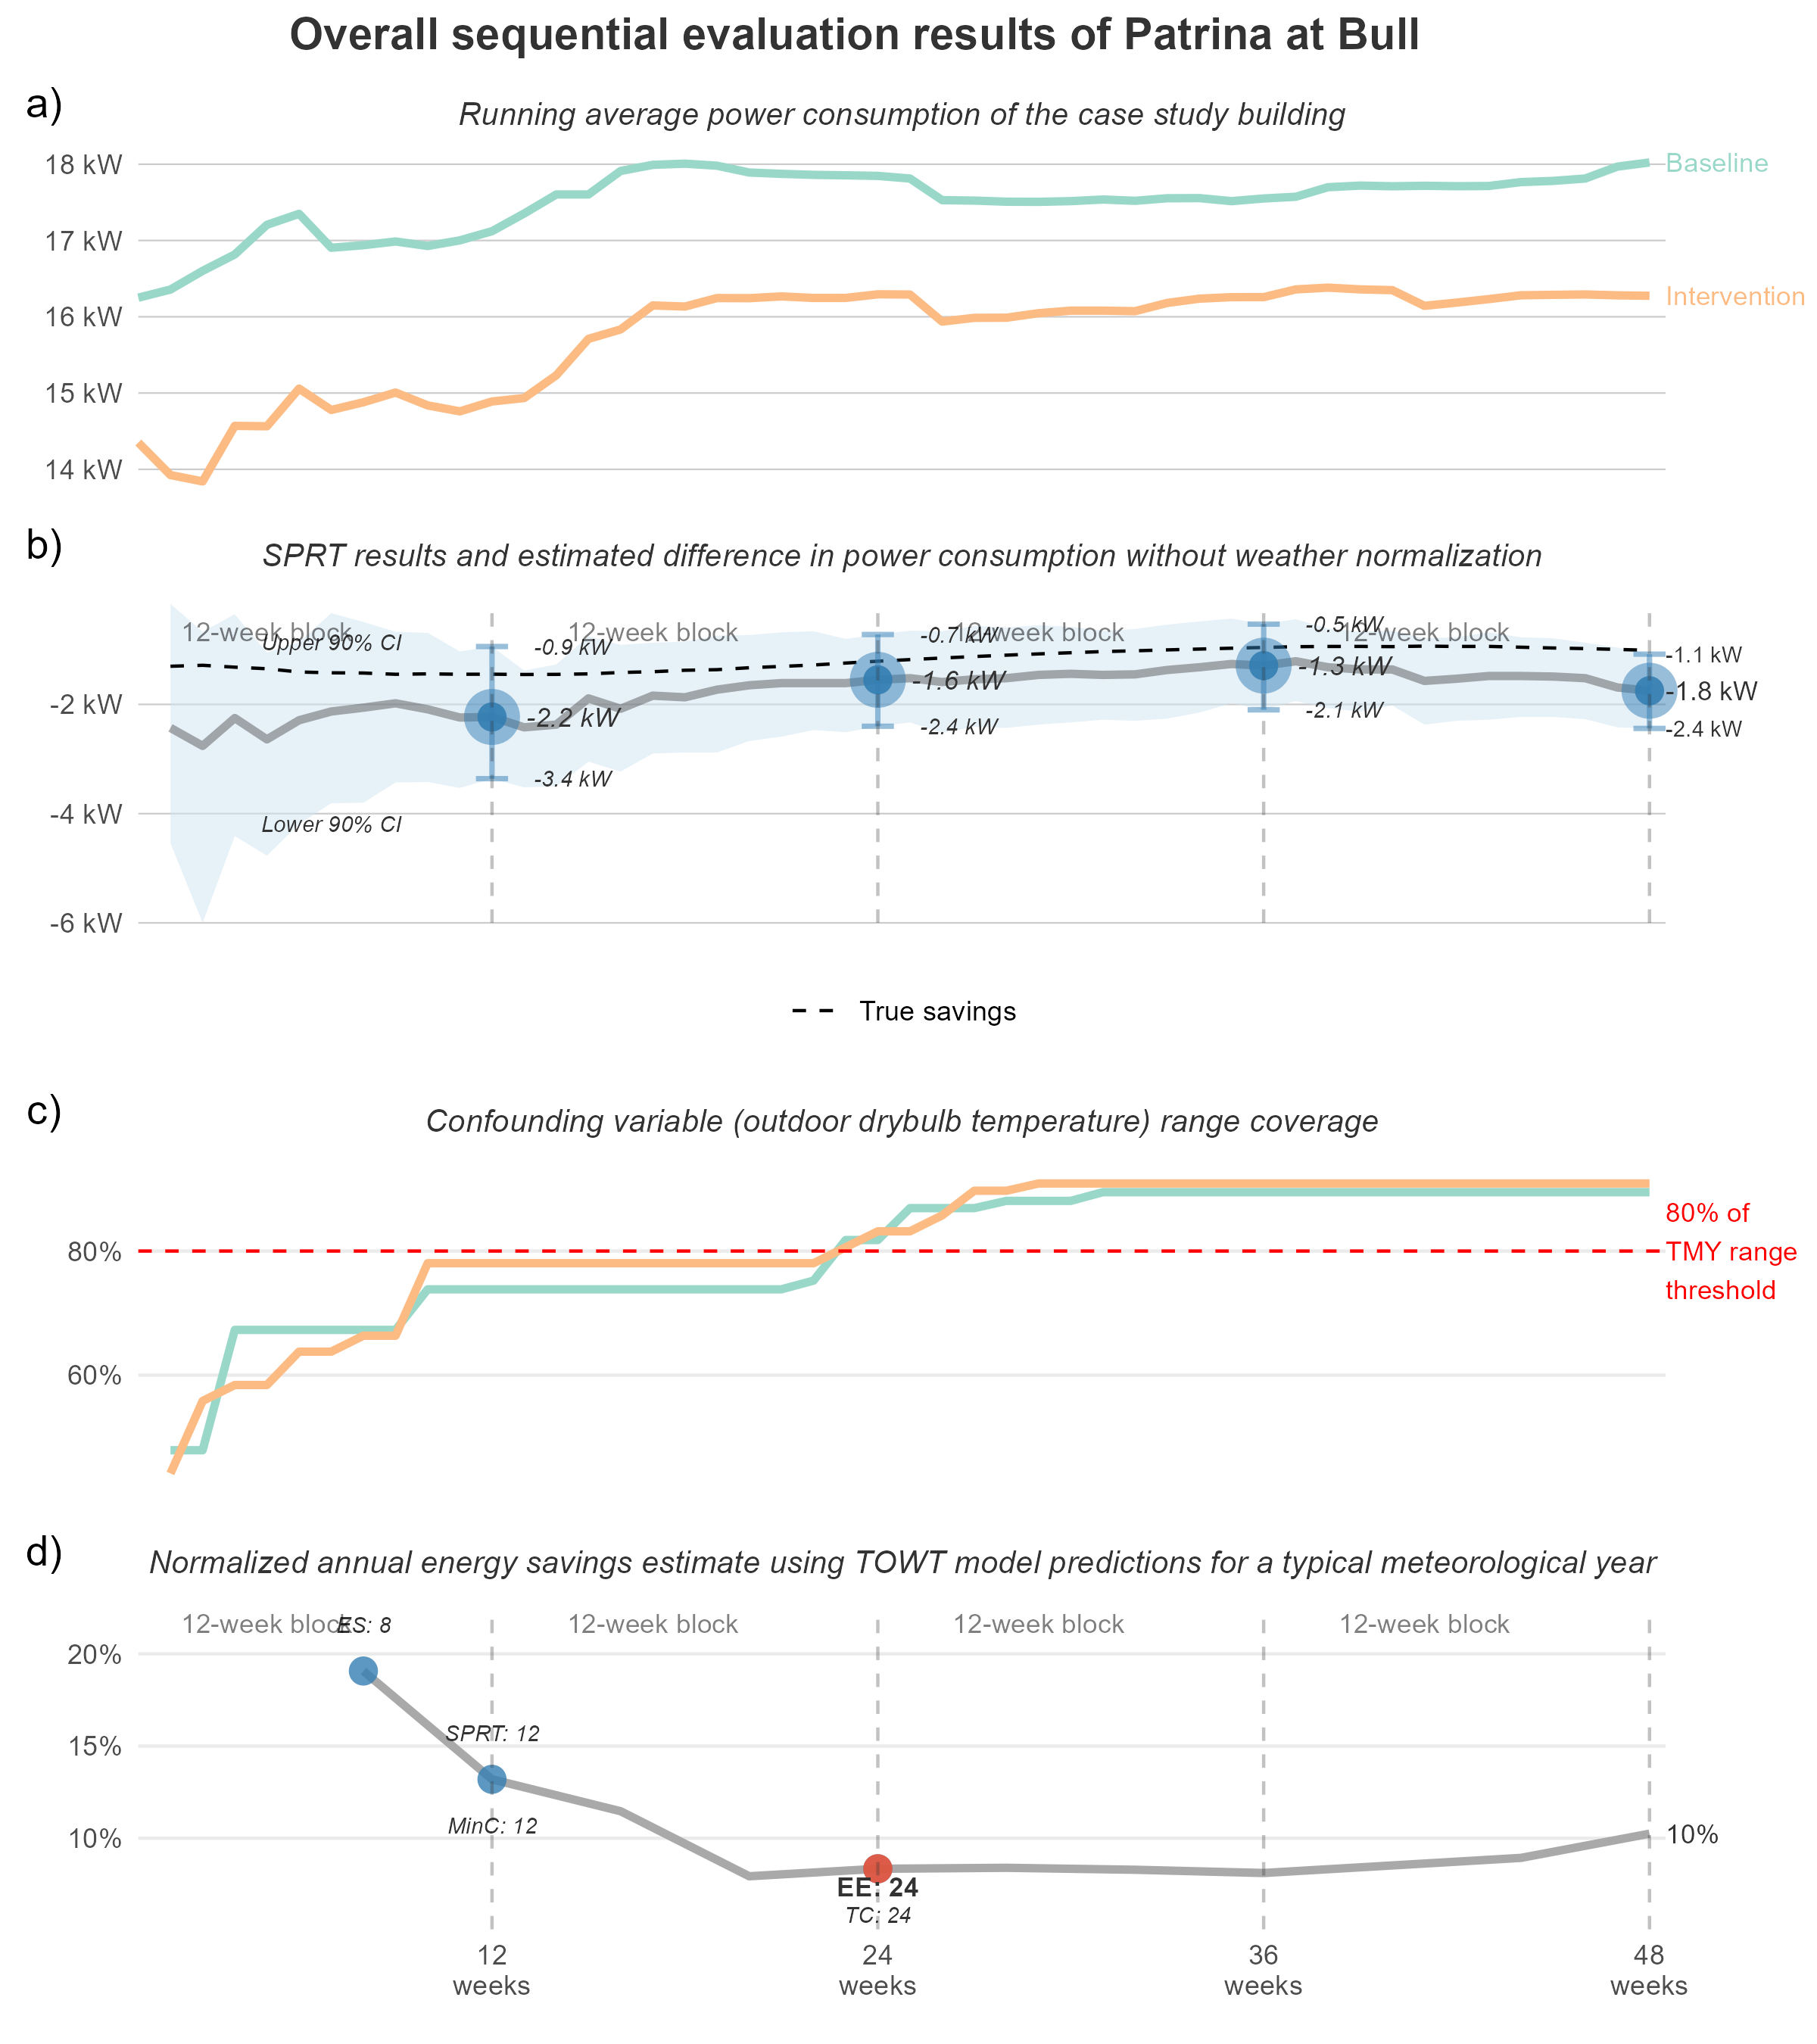 Overall sequential evaluation results of Patrina at Bull
a)
Running average power consumption of the case study building
18 kW
17 kW
16 kW
15 kW
14 kW
Baseline
Intervention
b)
SPRT results and estimated difference in power consumption without weather normalization
12-week block
12-week block
12-week block
12-week block
Upper 90% CI
Lower 90% CI
-0.9 kW
-2.2 kW
-3.4 kW
-0.7 kW
-1.6 kW
-2.4 kW
-0.5 kW
-1.3 kW
-2.1 kW
-1.1 kW
-1.8 kW
-2.4 kW
-2 kW
-4 kW
-6 kW
True savings
c)
Confounding variable (outdoor drybulb temperature) range coverage
80%
60%
80% of
TMY range
threshold
d)
Normalized annual energy savings estimate using TOWT model predictions for a typical meteorological year
12-week block
12-week block
12-week block
12-week block
ES: 8
20%
15%
10%
SPRT: 12
MinC: 12
EE: 24
TC: 24
10%
12
weeks
24
weeks
36
weeks
48
weeks